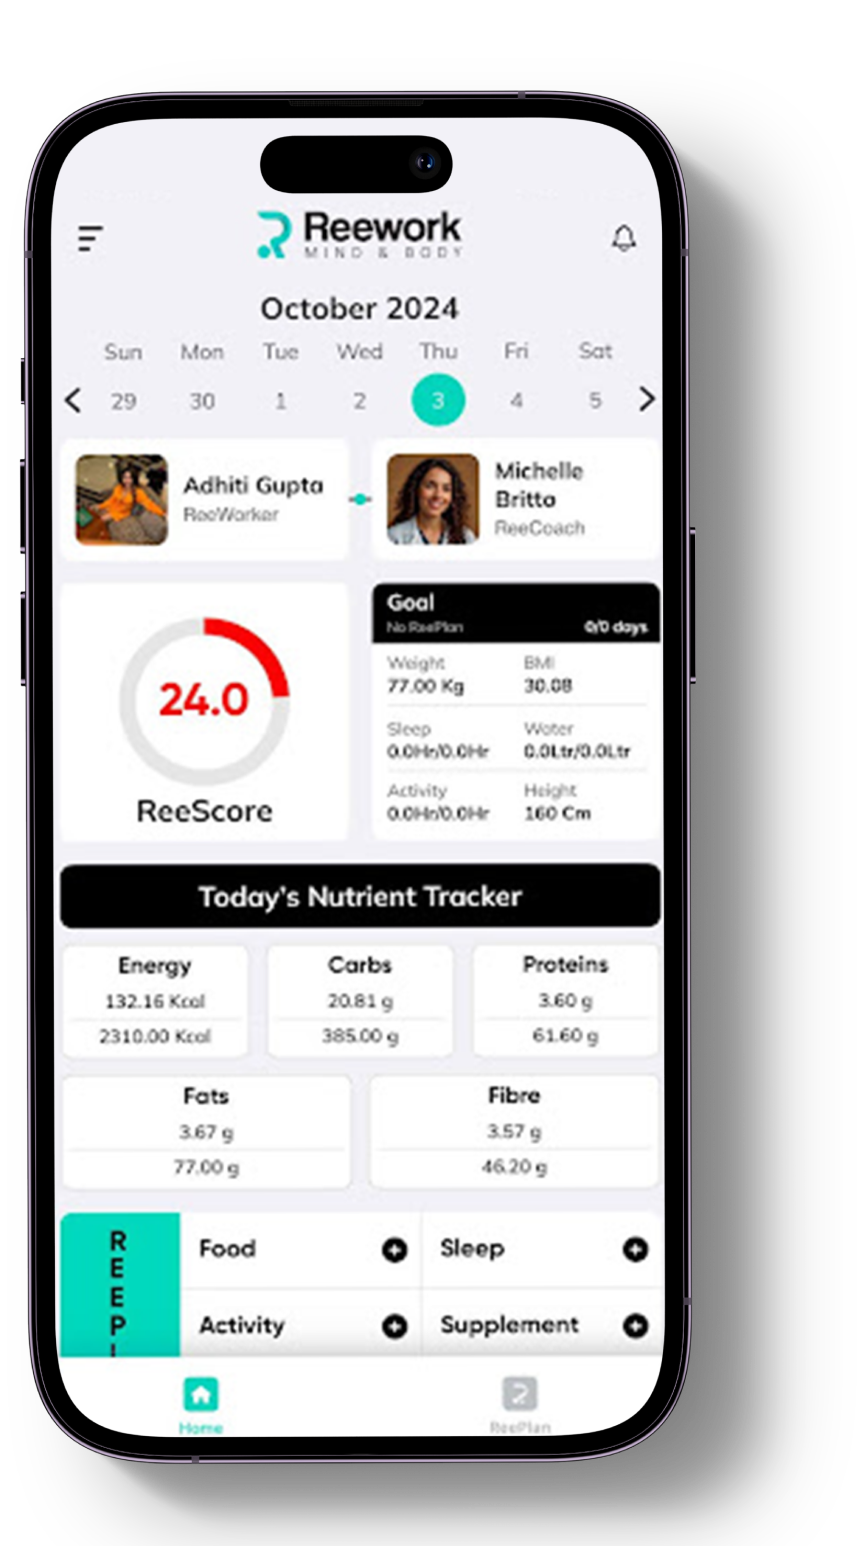 Reework
MIND & BODY
October 2024
Sun Mon Tue Wed Thu Fri Sat
29 30 1 2 3 4 5
Adhiti Gupta
ReeWorker
Michelle
Britto
ReeCoach
24.0
ReeScore
Goal
No ReePlan 0/0 days
Weight BMI
77.00 Kg 30.08
Sleep Water
0.0Hr/0.0Hr 0.0Ltr/0.0Ltr
Activity Height
0.0Hr/0.0Hr 160 Cm
Today's Nutrient Tracker
Energy Carbs Proteins
132.16 Kcal 20.81 g 3.60 g
2310.00 Kcal 385.00 g 61.60 g
Fats Fibre
3.67 g 3.57 g
77.00 g 46.20 g
REEP
Food Sleep
Activity Supplement
Home ReePlan